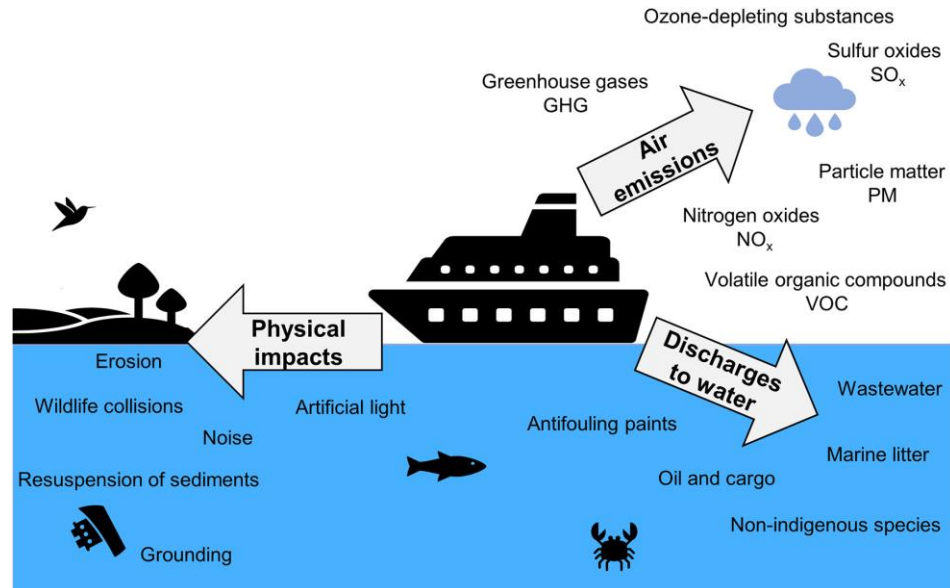 Ozone-depleting substances
Sulfur oxides
SOₓ
Greenhouse gases
GHG
Air
emissions
Particle matter
PM
Nitrogen oxides
NOₓ
Volatile organic compounds
VOC
Physical
impacts
Discharges
to water
Erosion
Wildlife collisions
Artificial light
Noise
Resuspension of sediments
Grounding
Antifouling paints
Wastewater
Marine litter
Oil and cargo
Non-indigenous species